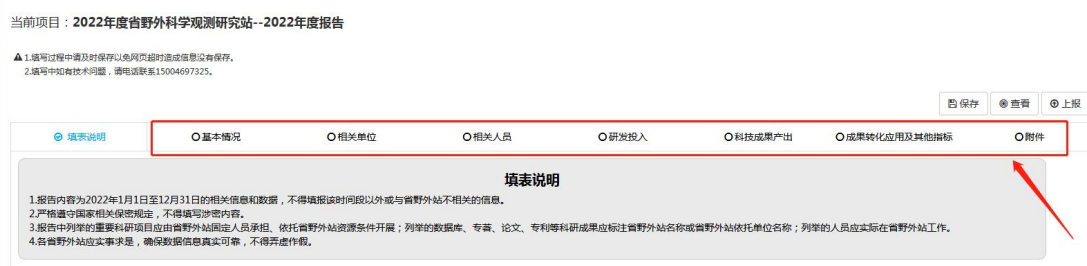 当前项目：2022年度省野外科学观测研究站--2022年度报告
1.填写过程中请及时保存以免网页超时造成信息没有保存。
2.填写中如有技术问题，请电话联系15004697325。
保存 查看 上报
填表说明 基本情况 相关单位 相关人员 研发投入 科技成果产出 成果转化应用及其他指标 附件
填表说明
1.报告内容为2022年1月1日至12月31日的相关信息和数据，不得填报该时间段以外或与省野外站不相关的信息。
2.严格遵守国家相关保密规定，不得填写涉密内容。
3.报告中列举的重要科研项目应由省野外站固定人员承担、依托省野外站资源条件开展；列举的数据库、专著、论文、专利等科研成果应标注省野外站名称或省野外站依托单位名称；列举的人员应实际在省野外站工作。
4.各省野外站应实事求是，确保数据信息真实可靠，不得弄虚作假。